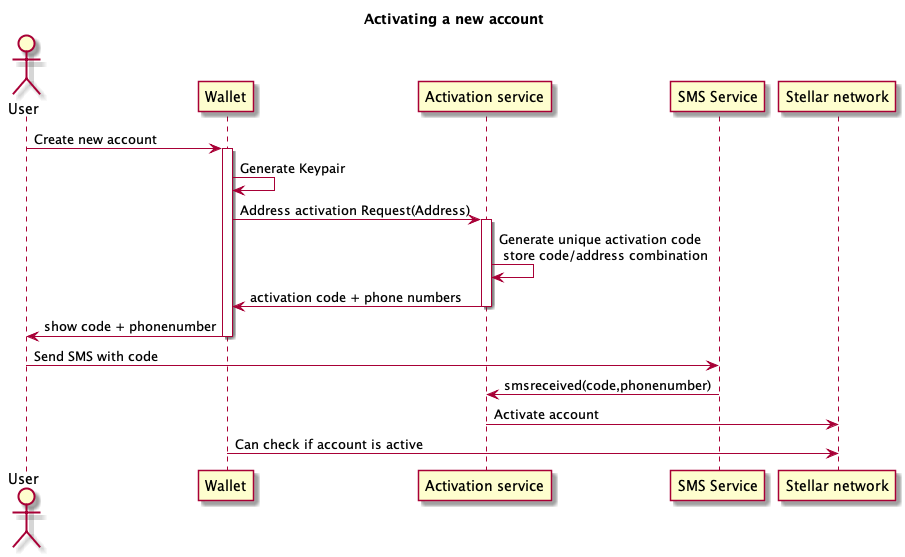 Activating a new account
User
Wallet
Activation service
SMS Service
Stellar network
Create new account
Generate Keypair
Address activation Request(Address)
Generate unique activation code
store code/address combination
activation code + phone numbers
show code + phonenumber
Send SMS with code
smsreceived(code,phonenumber)
Activate account
Can check if account is active
User
Wallet
Activation service
SMS Service
Stellar network